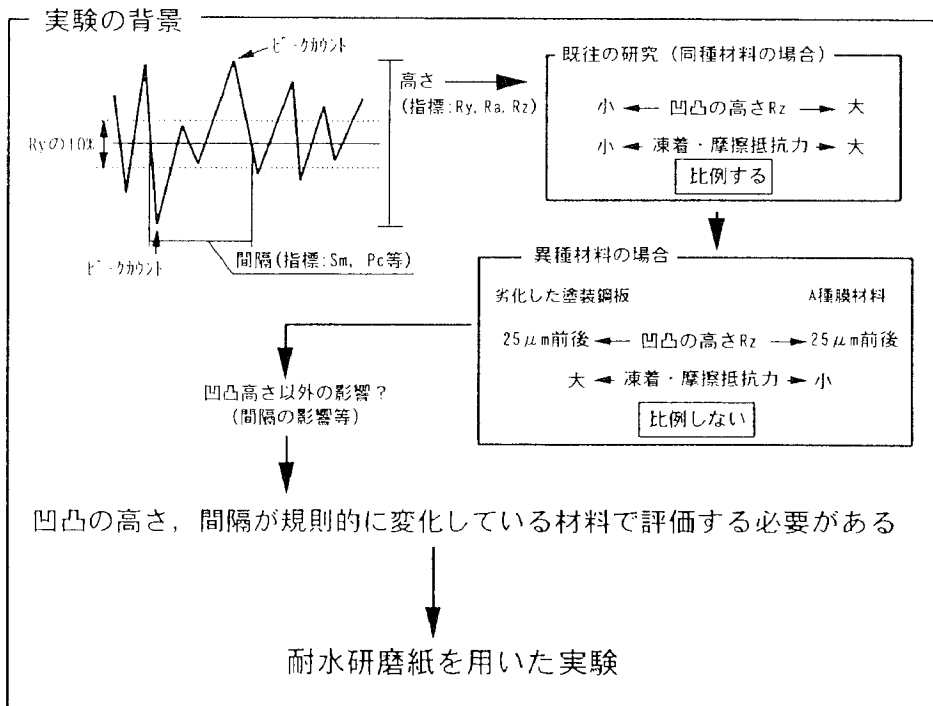 実験の背景
ピークカウント
高さ
(指標:Ry, Ra, Rz)
Ryの10%
間隔(指標:Sm, Pc等)
ピークカウント
既往の研究(同種材料の場合)
小 凹凸の高さRz 大
小 凍着・摩擦抵抗力 大
比例する
異種材料の場合
劣化した塗装鋼板 A種膜材料
25μm前後 凹凸の高さRz 25μm前後
大 凍着・摩擦抵抗力 小
比例しない
凹凸高さ以外の影響?
(間隔の影響等)
凹凸の高さ,間隔が規則的に変化している材料で評価する必要がある
耐水研磨紙を用いた実験